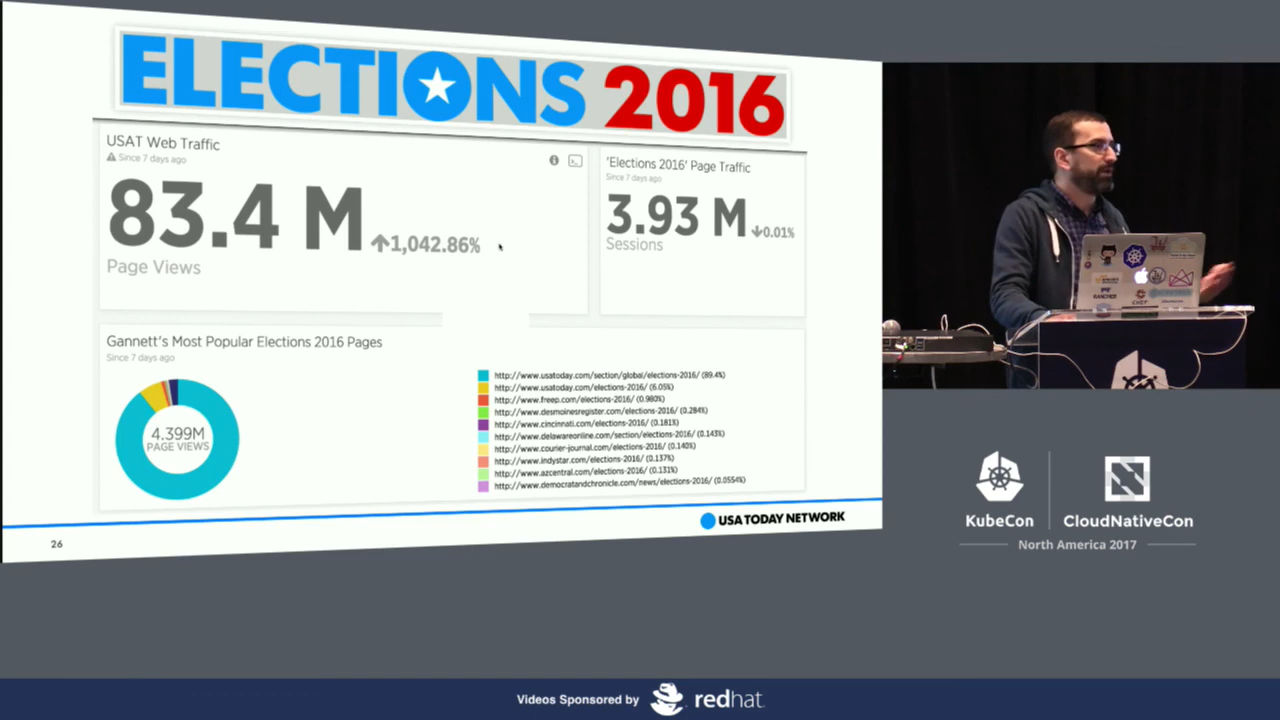 ELECTIONS 2016
USAT Web Traffic
Since 7 days ago
83.4 M
1,042.86%
Page Views
'Elections 2016' Page Traffic
Since 7 days ago
3.93 M
0.01%
Sessions
Gannett's Most Popular Elections 2016 Pages
Since 7 days ago
4.399M
PAGE VIEWS
http://www.usatoday.com/section/global/elections-2016/ (89.4%)
http://www.usatoday.com/elections-2016/ (6.05%)
http://www.freep.com/elections-2016/ (0.980%)
http://www.desmoinesregister.com/elections-2016/ (0.284%)
http://www.cincinnati.com/elections-2016/ (0.181%)
http://www.delawareonline.com/section/elections-2016/ (0.143%)
http://www.courier-journal.com/elections-2016/ (0.140%)
http://www.indystar.com/elections-2016/ (0.137%)
http://www.azcentral.com/elections-2016/ (0.131%)
http://www.democratandchronicle.com/news/elections-2016/ (0.0554%)
USA TODAY NETWORK
26
RANCHER
CHEF
KubeCon
CloudNativeCon
North America 2017
Videos Sponsored by
redhat